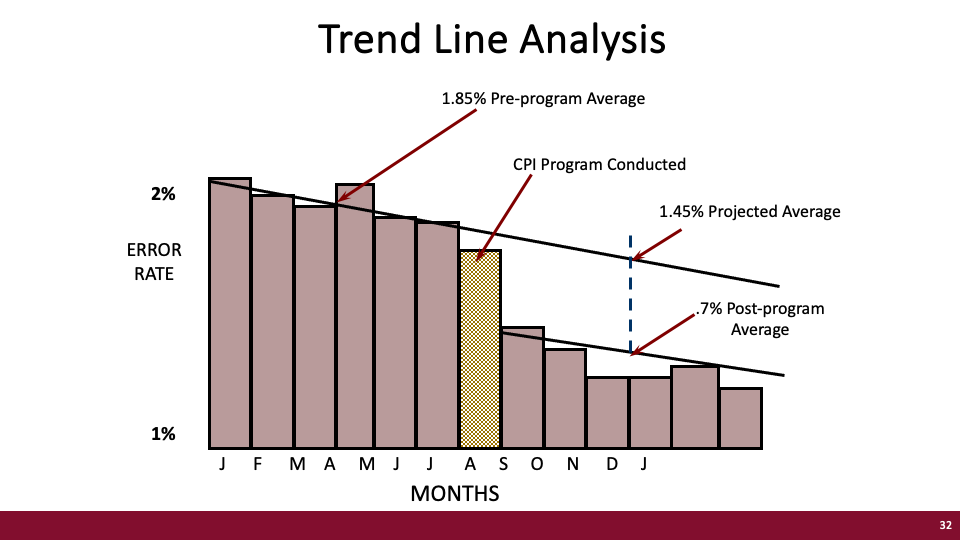 Trend Line Analysis
1.85% Pre-program Average
CPI Program Conducted
2%
1.45% Projected Average
ERROR
RATE
.7% Post-program
Average
1%
J F M A M J J A S O N D J
MONTHS
32